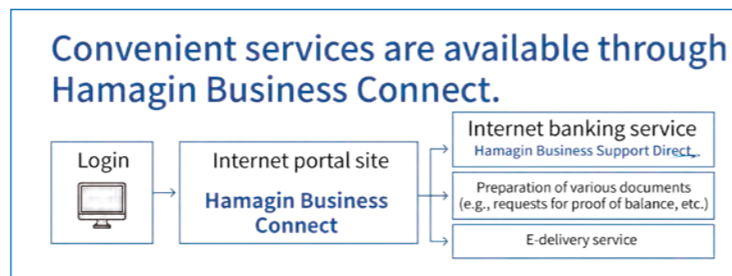 Convenient services are available through
Hamagin Business Connect.
Login
Internet portal site
Hamagin Business
Connect
Internet banking service
Hamagin Business Support Direct
Preparation of various documents
(e.g., requests for proof of balance, etc.)
E-delivery service